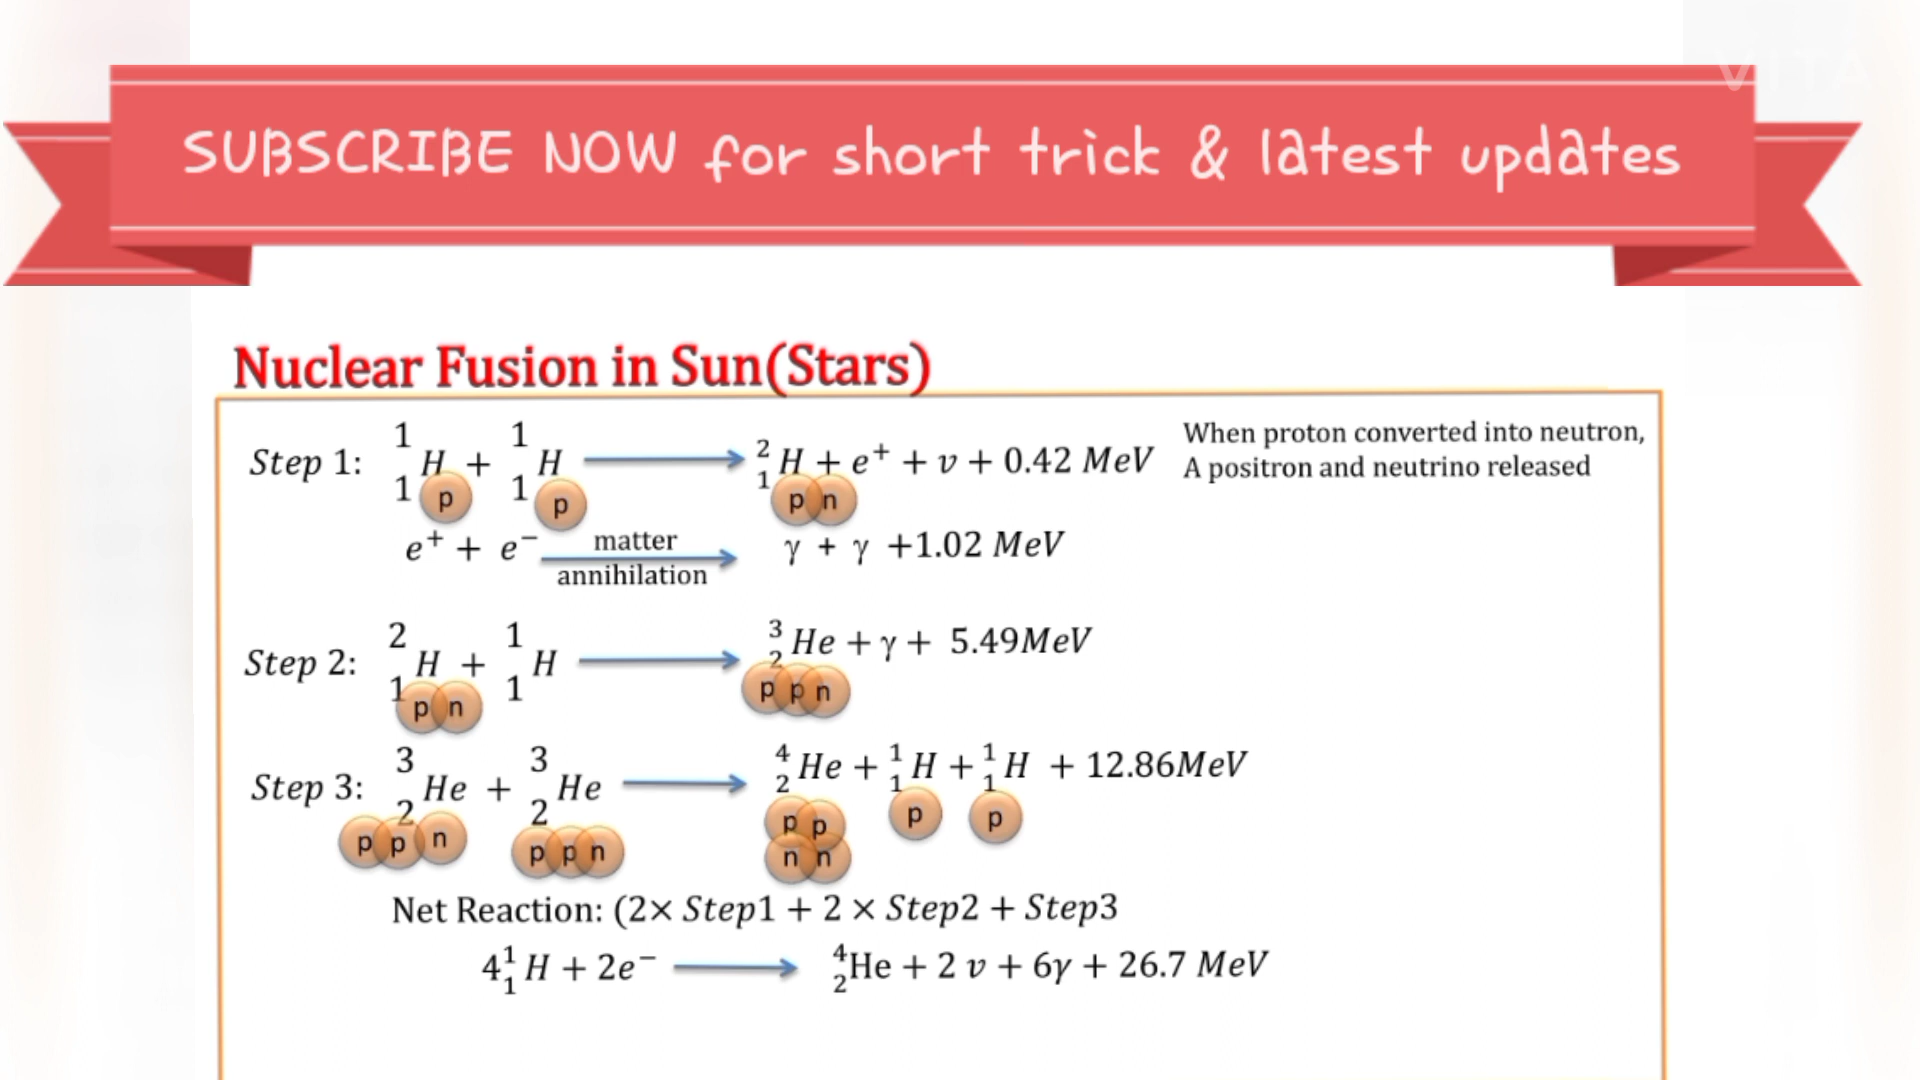 VITA
SUBSCRIBE NOW for short trick & latest updates
Nuclear Fusion in Sun(Stars)
Step 1: ¹₁H + ¹₁H ⟶ ²₁H + e⁺ + ν + 0.42 MeV
When proton converted into neutron,
A positron and neutrino released
p p p n
e⁺ + e⁻ matter annihilation ⟶ γ + γ +1.02 MeV
Step 2: ²₁H + ¹₁H ⟶ ³₂He + γ + 5.49MeV
p n p p n
Step 3: ³₂He + ³₂He ⟶ ⁴₂He + ¹₁H + ¹₁H + 12.86MeV
p p n p p n p p n n p p
Net Reaction: (2× Step1 + 2 × Step2 + Step3
4¹₁H + 2e⁻ ⟶ ⁴₂He + 2 ν + 6γ + 26.7 MeV